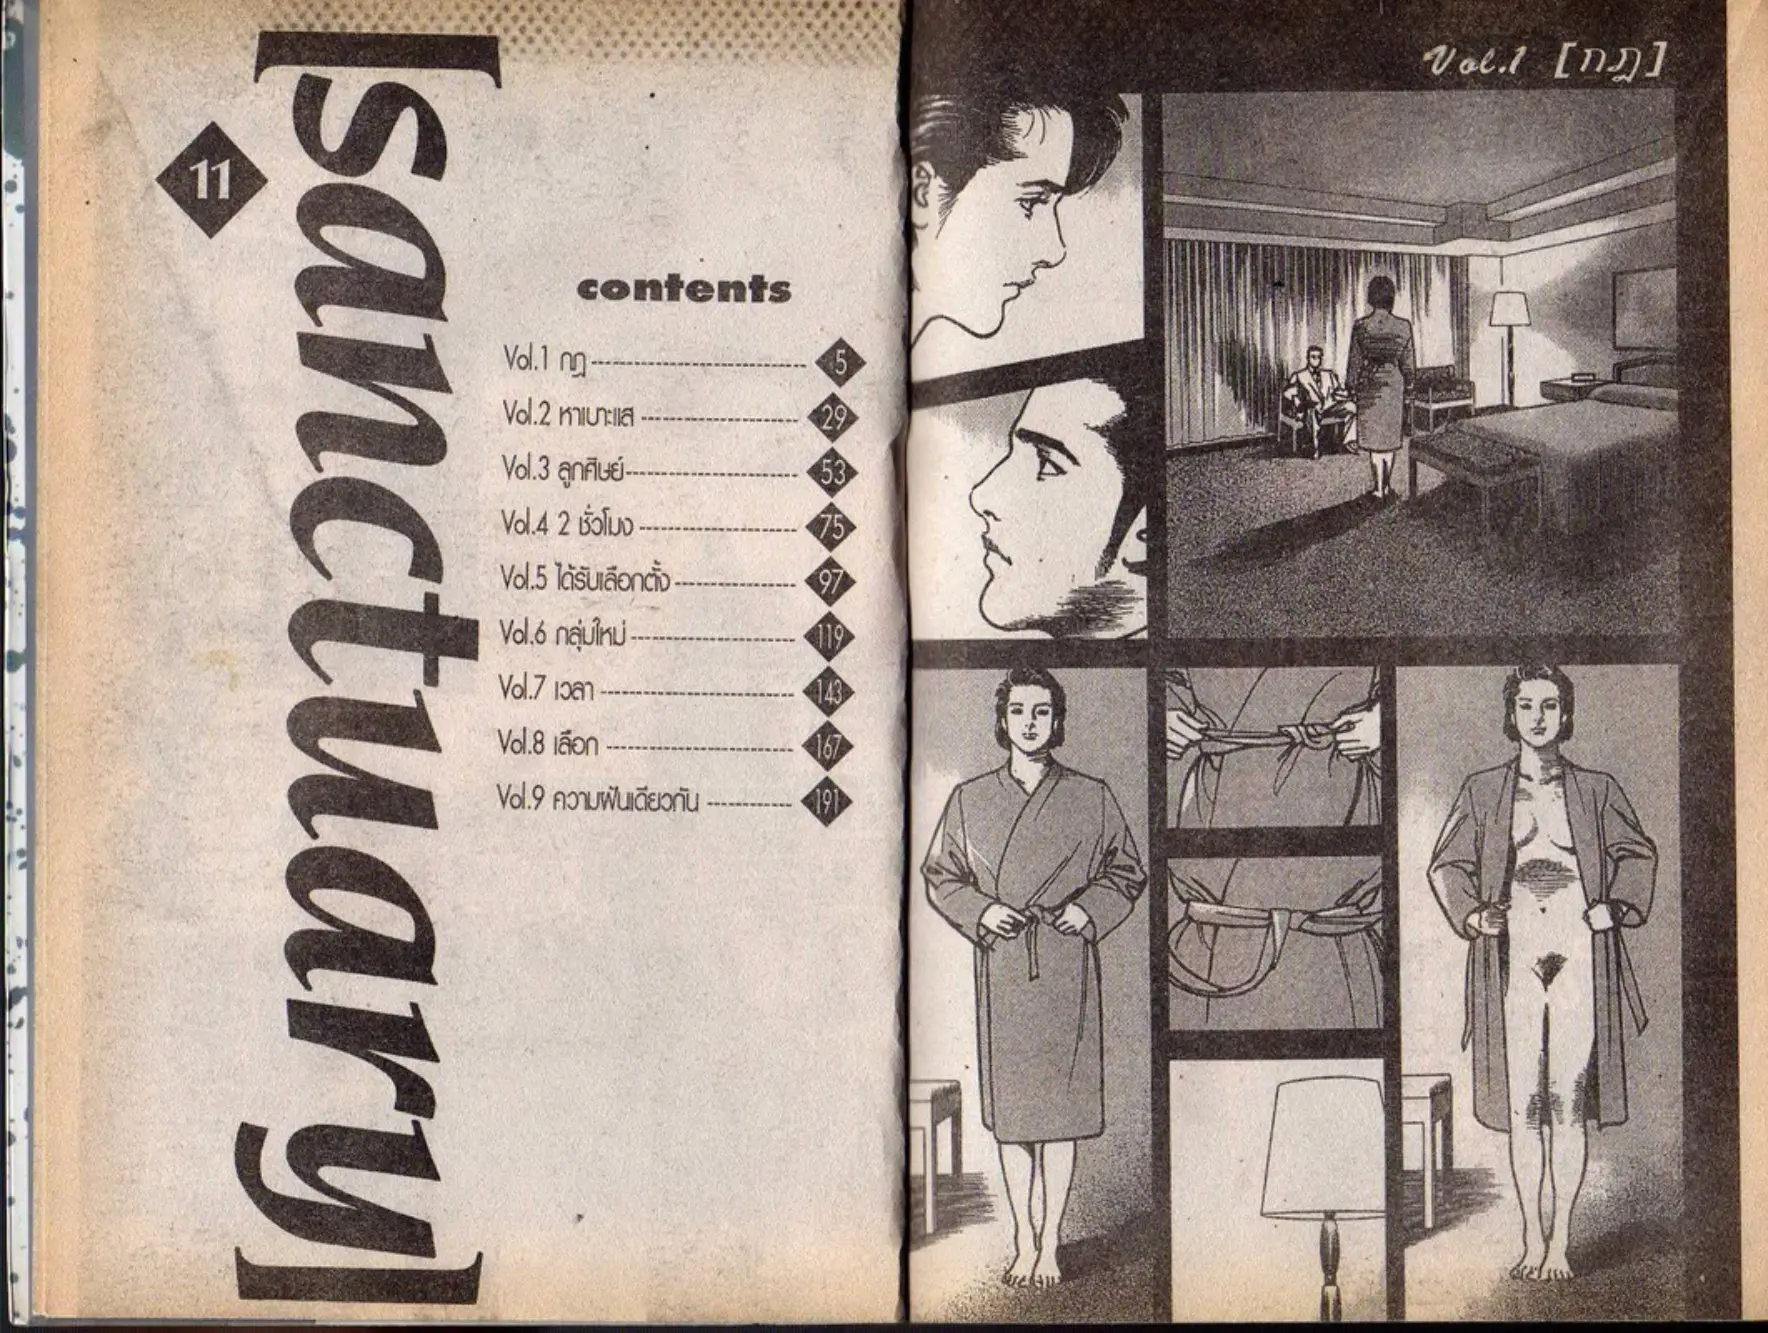 [sanctuary]
11
contents
Vol.1 กฎ ---------------------------- 5
Vol.2 หาเบาะแส -------------------- 29
Vol.3 ลูกศิษย์ ---------------------- 53
Vol.4 2 ชั่วโมง -------------------- 75
Vol.5 ได้รับเลือกตั้ง --------------- 97
Vol.6 กลุ่มใหม่ --------------------- 119
Vol.7 เวลา ------------------------- 143
Vol.8 เลือก ------------------------ 167
Vol.9 ความฝันเดียวกัน ----------- 191
Vol.1 [กฎ]